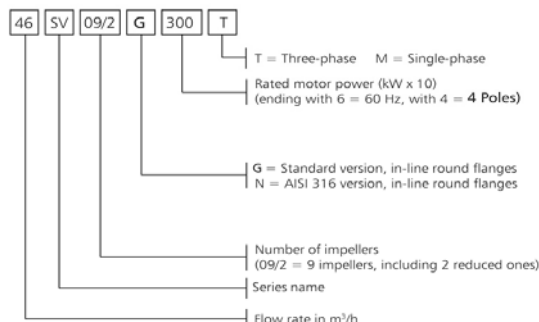 46 SV 09/2 G 300 T
T = Three-phase M = Single-phase
Rated motor power (kW x 10)
(ending with 6 = 60 Hz, with 4 = 4 Poles)
G = Standard version, in-line round flanges
N = AISI 316 version, in-line round flanges
Number of impellers
(09/2 = 9 impellers, including 2 reduced ones)
Series name
Flow rate in m³/h